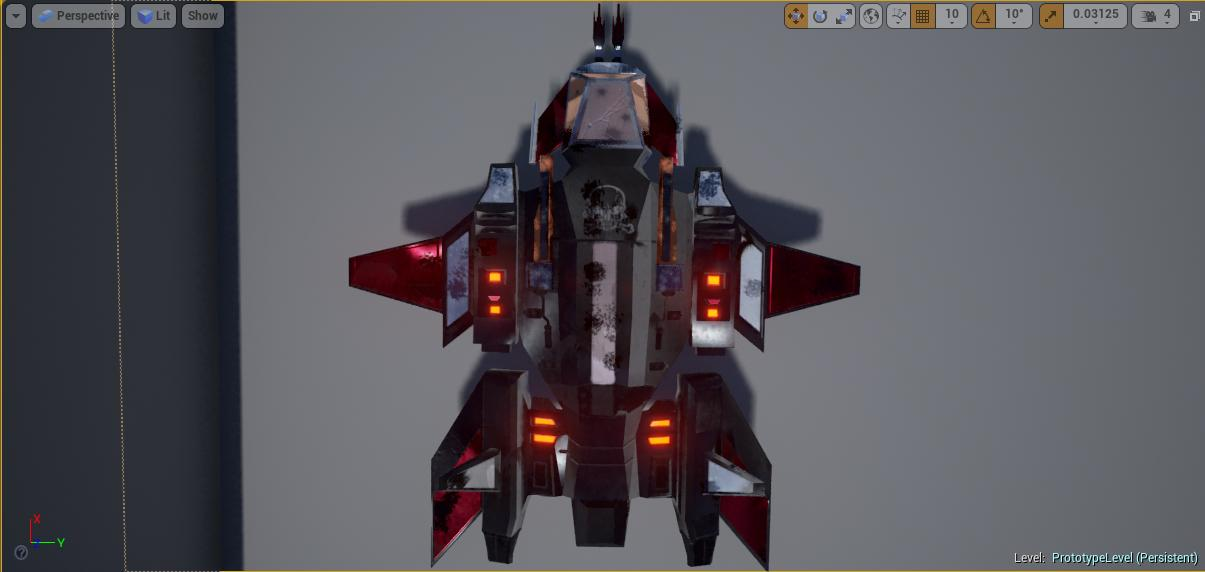 Perspective Lit Show 10 10° 0.03125 4
X
Y
Level: PrototypeLevel (Persistent)